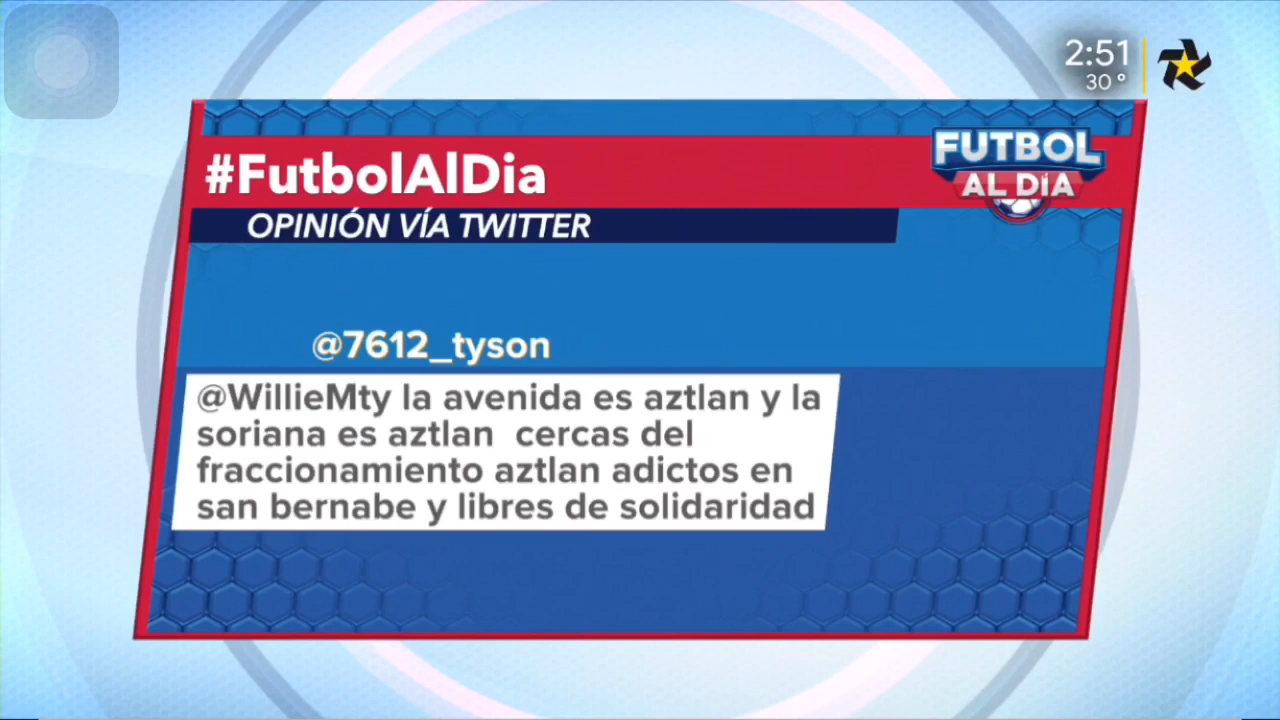 2:51
30°
#FutbolAlDia
FUTBOL
AL DÍA
OPINIÓN VÍA TWITTER
@7612_tyson
@WillieMty la avenida es aztlan y la
soriana es aztlan  cercas del
fraccionamiento aztlan adictos en
san bernabe y libres de solidaridad